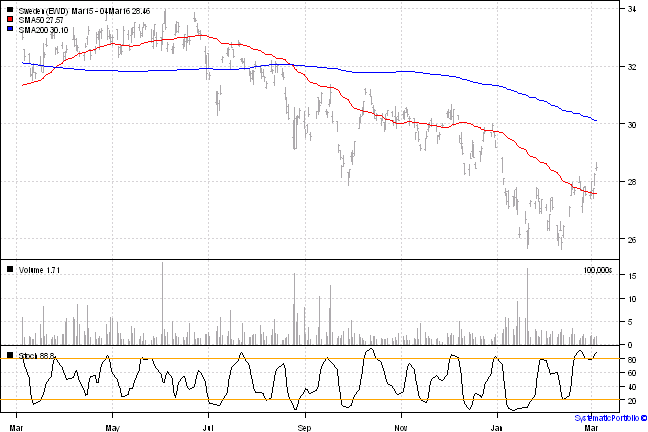 Sweden (EWD) Mar15 - 04Mar16 28.46
SMA50 27.57
SMA200 30.10
34
32
30
28
26
Volume 1.71
100,000s
15
10
5
0
Stoch 88.8
80
60
40
20
SystematicPortfolio ©
Mar May Jul Sep Nov Jan Mar